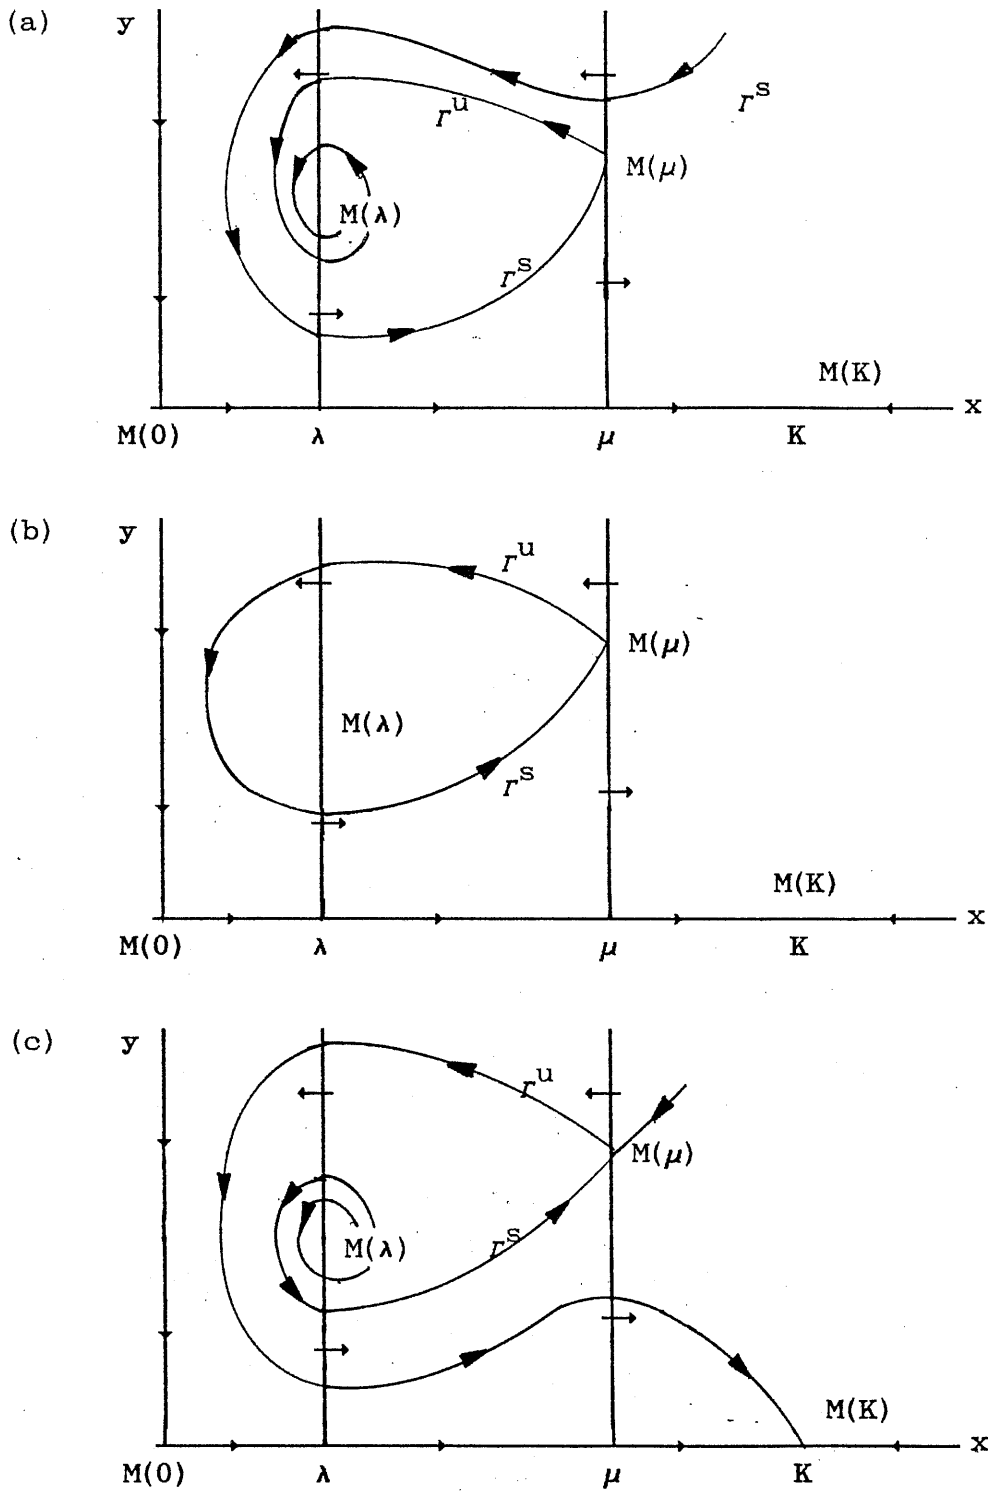 (a) y
Γu Γs
M(μ)
M(λ)
Γs
M(K)
x
M(0) λ μ K
(b) y
Γu
M(μ)
M(λ)
Γs
M(K)
x
M(0) λ μ K
(c) y
Γu
M(μ)
Γs M(λ)
M(K)
x
M(0) λ μ K